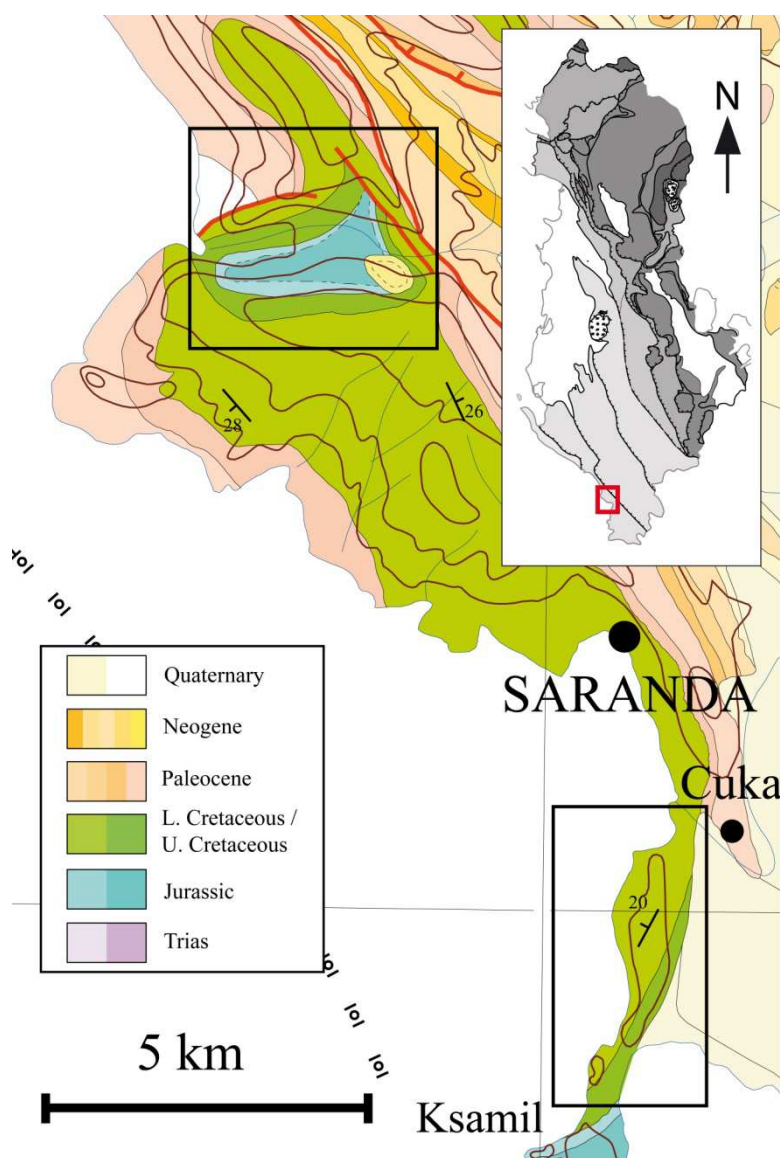 N
28
26
SARANDA
Quaternary
Neogene
Paleocene
L. Cretaceous /
U. Cretaceous
Jurassic
Trias
Cuka
20
5 km
Ksamil